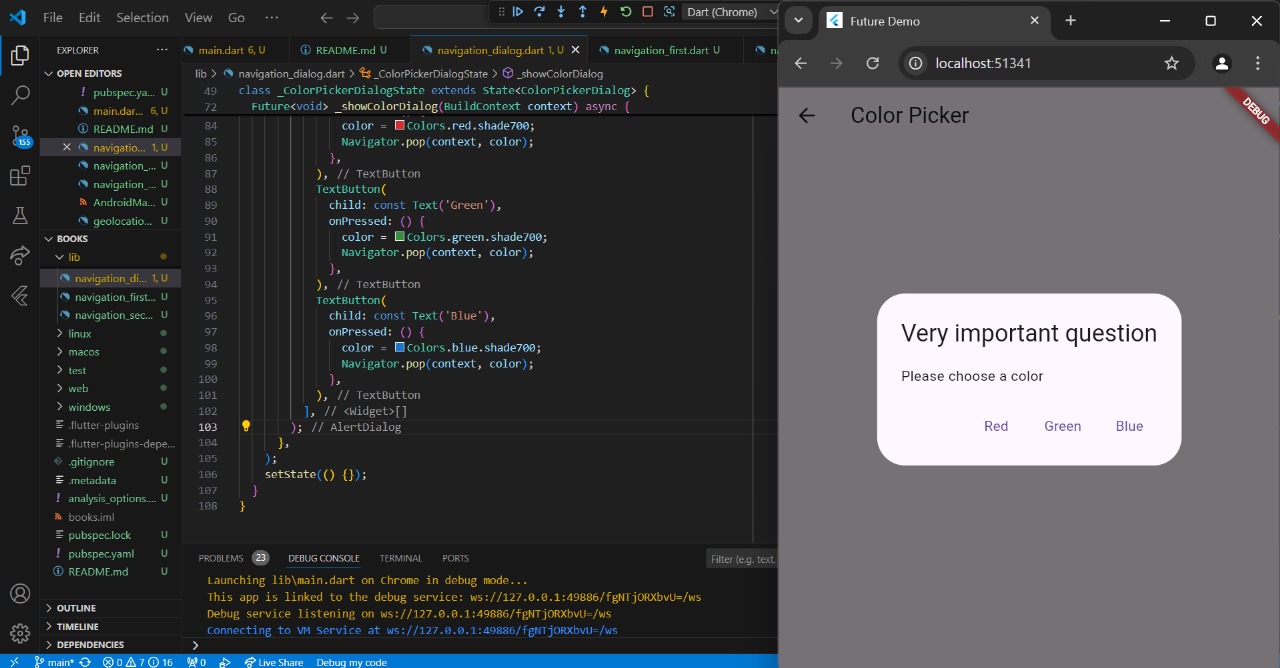 File Edit Selection View Go ··· Dart (Chrome)
EXPLORER ···
OPEN EDITORS
pubspec.ya... U
main.dar... 6, U
README.md U
navigatio... 1, U
navigation_... U
navigation_... U
AndroidMa... U
geolocatio... U
BOOKS
lib
navigation_di... 1, U
navigation_first... U
navigation_sec... U
linux
macos
test
web
windows
.flutter-plugins
.flutter-plugins-depe...
.gitignore U
.metadata U
analysis_options.... U
books.iml
pubspec.lock U
pubspec.yaml U
README.md U
OUTLINE
TIMELINE
DEPENDENCIES
155
main.dart 6, U README.md U navigation_dialog.dart 1, U navigation_first.dart U
lib > navigation_dialog.dart > _ColorPickerDialogState > _showColorDialog
49 class _ColorPickerDialogState extends State<ColorPickerDialog> {
72 Future<void> _showColorDialog(BuildContext context) async {
84 color = Colors.red.shade700;
85 Navigator.pop(context, color);
86 },
87 ), // TextButton
88 TextButton(
89 child: const Text('Green'),
90 onPressed: () {
91 color = Colors.green.shade700;
92 Navigator.pop(context, color);
93 },
94 ), // TextButton
95 TextButton(
96 child: const Text('Blue'),
97 onPressed: () {
98 color = Colors.blue.shade700;
99 Navigator.pop(context, color);
100 },
101 ), // TextButton
102 ], // <Widget>[]
103 ); // AlertDialog
104 },
105 );
106 setState(() {});
107 }
108 }
PROBLEMS 23 DEBUG CONSOLE TERMINAL PORTS Filter (e.g. text,
Launching lib\main.dart on Chrome in debug mode...
This app is linked to the debug service: ws://127.0.0.1:49886/fgNTjORXbvU=/ws
Debug service listening on ws://127.0.0.1:49886/fgNTjORXbvU=/ws
Connecting to VM Service at ws://127.0.0.1:49886/fgNTjORXbvU=/ws
main* 0 7 16 0 Live Share Debug my code
Future Demo
localhost:51341
Color Picker
DEBUG
Very important question
Please choose a color
Red Green Blue